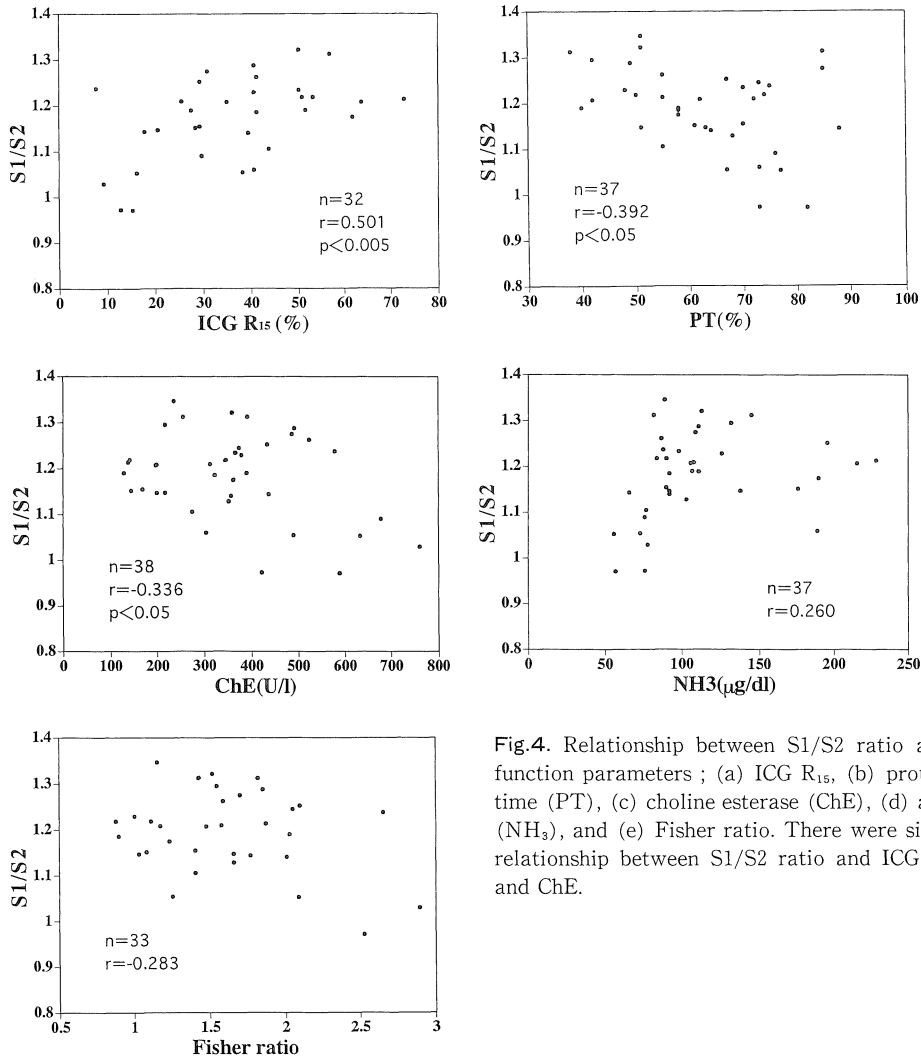 1.4
1.3
1.2
1.1
1
0.9
0.8
S1/S2
n=32
r=0.501
p<0.005
0 10 20 30 40 50 60 70 80
ICG R₁₅ (%)
1.4
1.3
1.2
1.1
1
0.9
0.8
S1/S2
n=37
r=-0.392
p<0.05
30 40 50 60 70 80 90 100
PT(%)
1.4
1.3
1.2
1.1
1
0.9
0.8
S1/S2
n=38
r=-0.336
p<0.05
0 100 200 300 400 500 600 700 800
ChE(U/l)
1.4
1.3
1.2
1.1
1
0.9
0.8
S1/S2
n=37
r=0.260
0 50 100 150 200 250
NH3(μg/dl)
1.4
1.3
1.2
1.1
1
0.9
0.8
S1/S2
n=33
r=-0.283
0.5 1 1.5 2 2.5 3
Fisher ratio
Fig.4. Relationship between S1/S2 ratio
function parameters ; (a) ICG R₁₅, (b)
time (PT), (c) choline esterase (ChE), (d)
(NH₃), and (e) Fisher ratio. There were
relationship between S1/S2 ratio and ICG
and ChE.